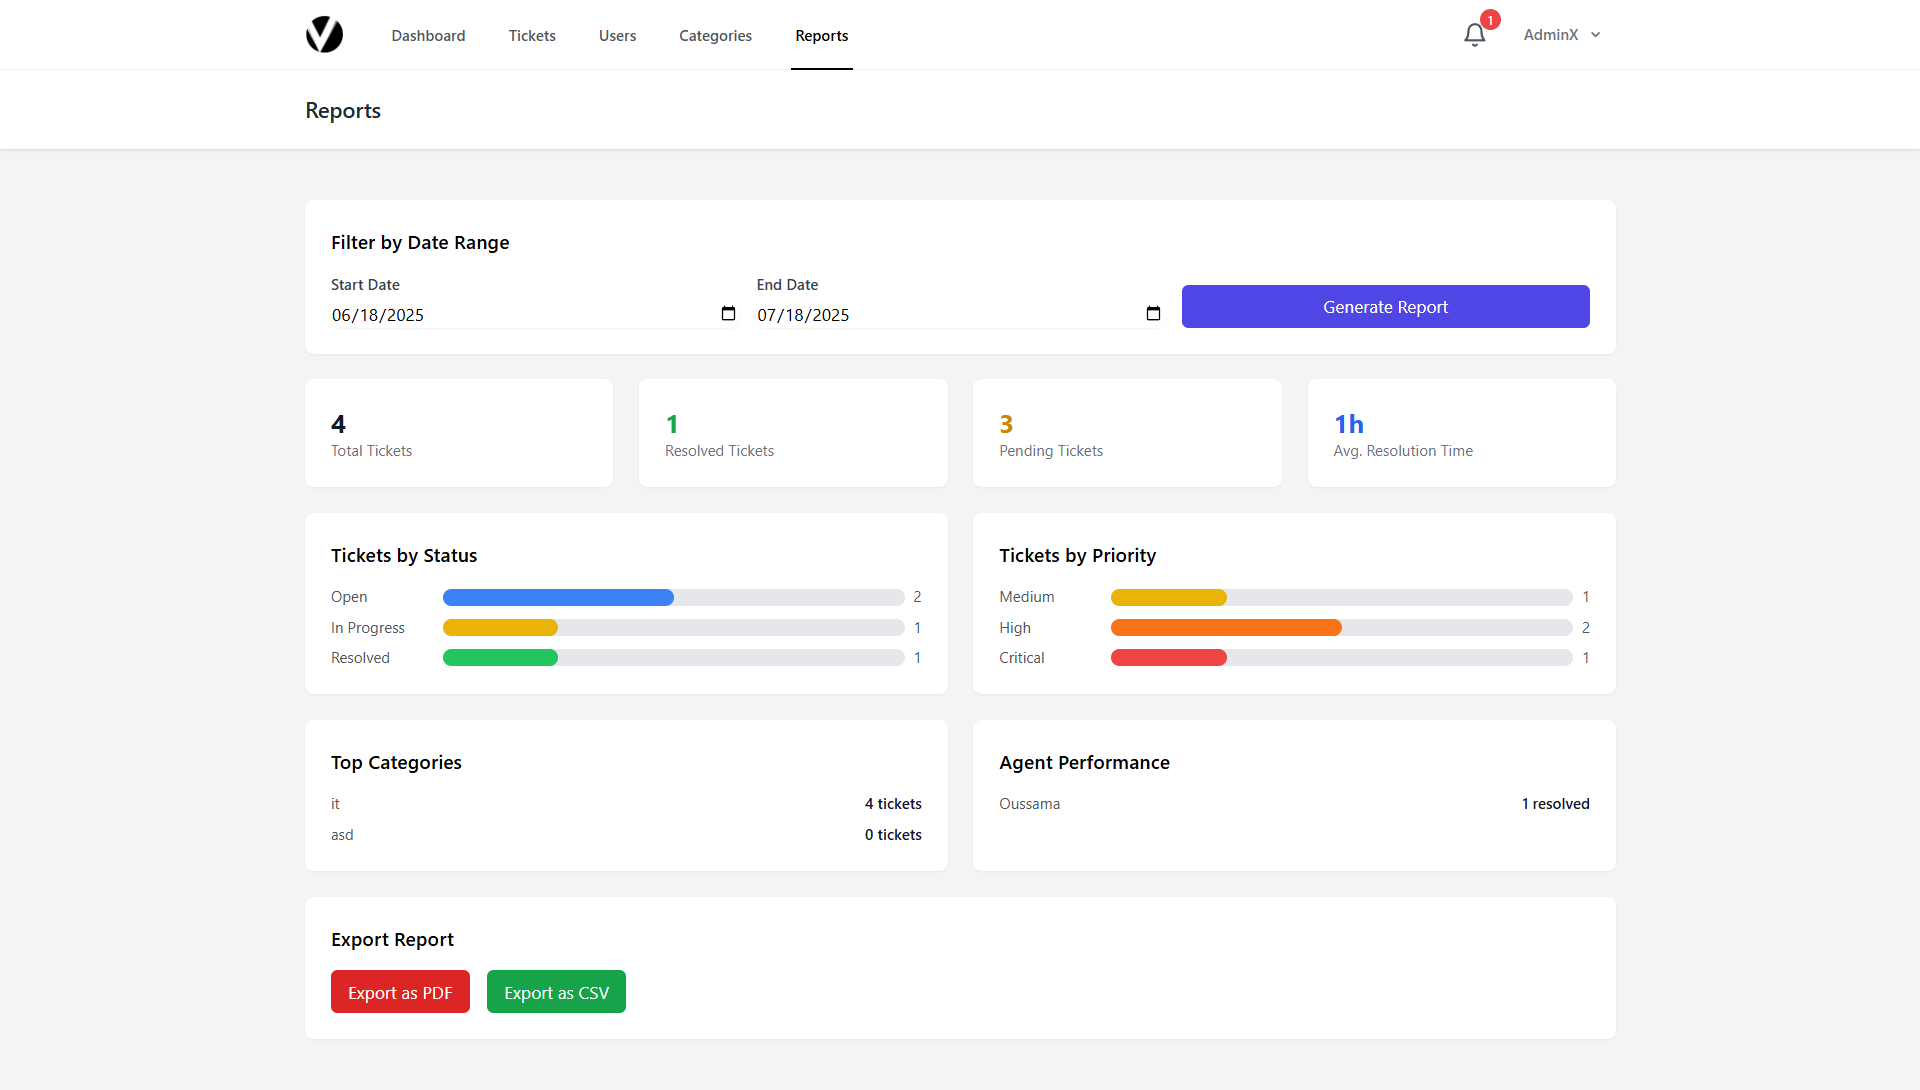 Dashboard Tickets Users Categories Reports 1 AdminX
Reports
Filter by Date Range
Start Date End Date
06/18/2025 07/18/2025 Generate Report
4 1 3 1h
Total Tickets Resolved Tickets Pending Tickets Avg. Resolution Time
Tickets by Status
Open 2
In Progress 1
Resolved 1
Tickets by Priority
Medium 1
High 2
Critical 1
Top Categories
it 4 tickets
asd 0 tickets
Agent Performance
Oussama 1 resolved
Export Report
Export as PDF Export as CSV